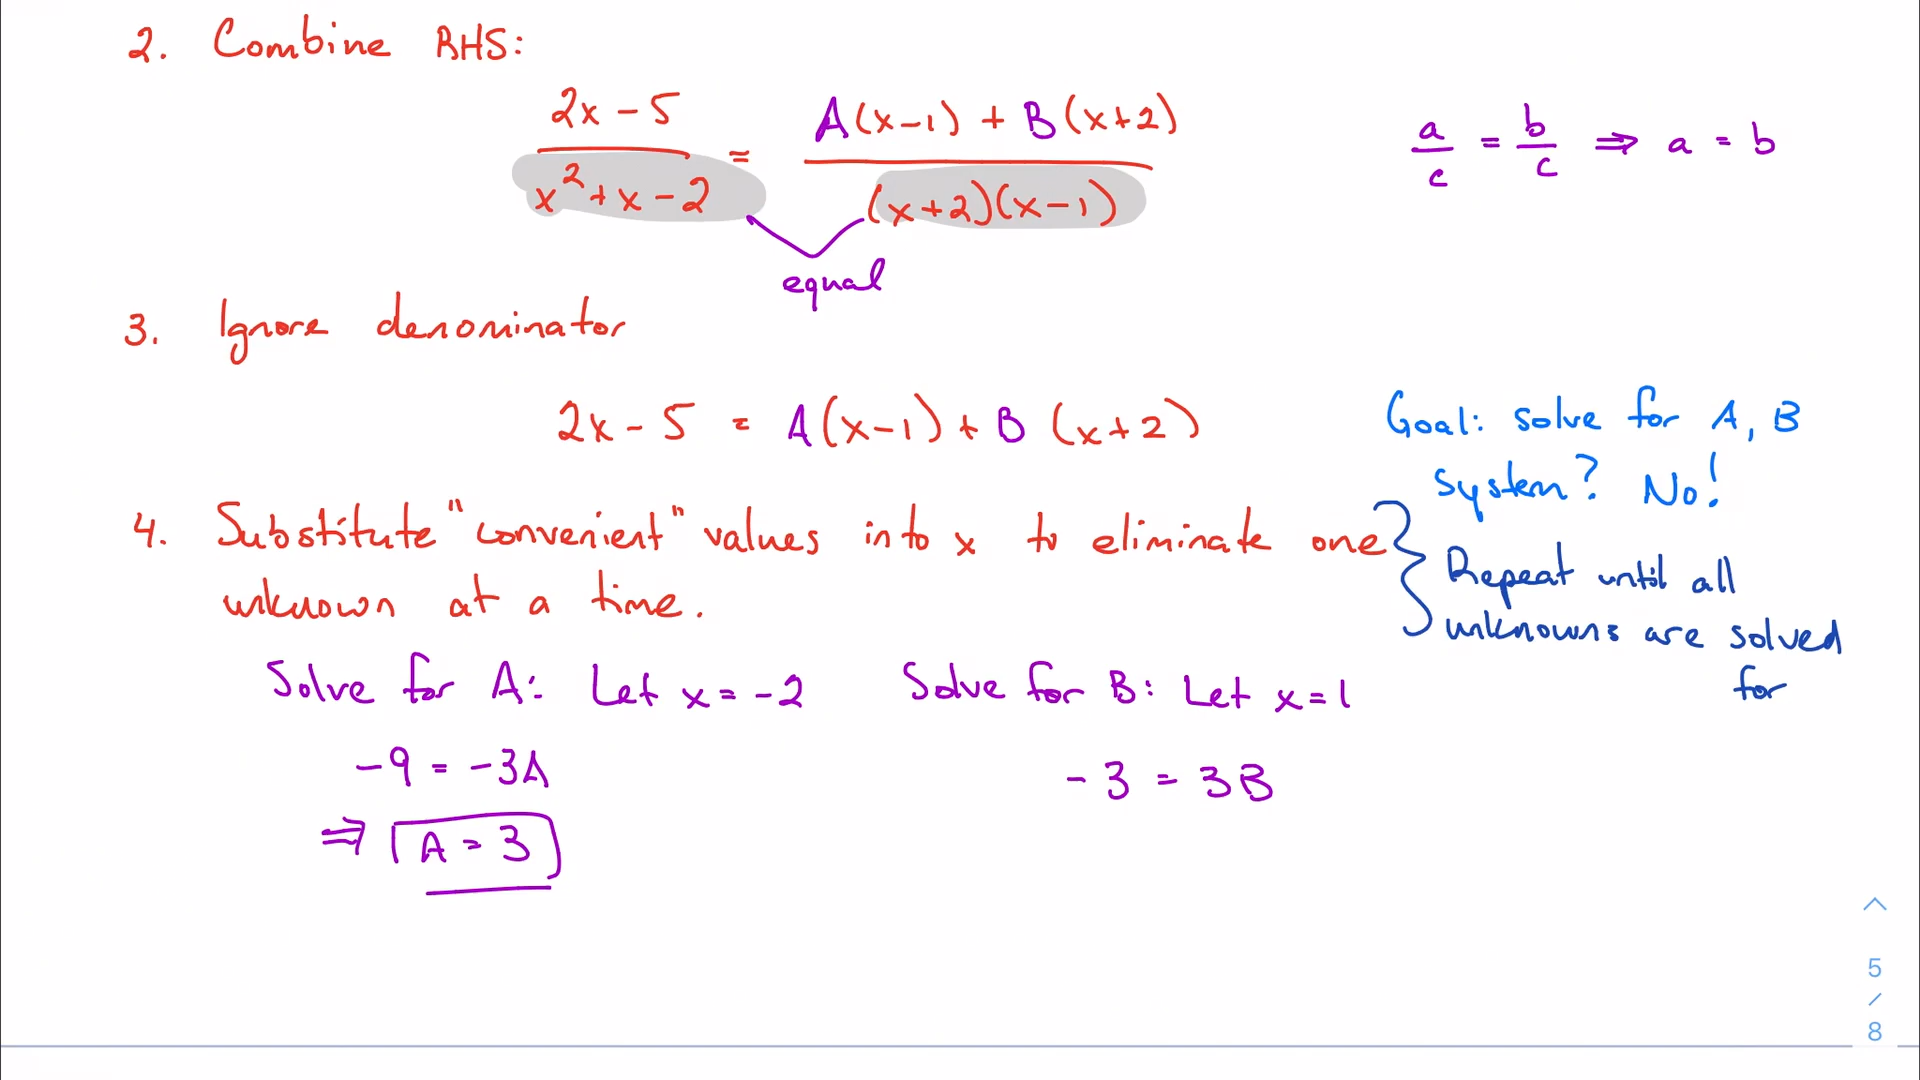 2. Combine RHS:
2x - 5 / x² + x - 2 = A(x-1) + B(x+2) / (x+2)(x-1)
a/c = b/c ⇒ a = b
equal
3. Ignore denominator
2x - 5 = A(x-1) + B (x+2)
Goal: solve for A, B
system? No!
4. Substitute "convenient" values into x to eliminate one
unknown at a time.
Repeat until all
unknowns are solved
for
Solve for A: Let x = -2
-9 = -3A
⇒ A = 3
Solve for B: Let x = 1
-3 = 3B
5
/
8